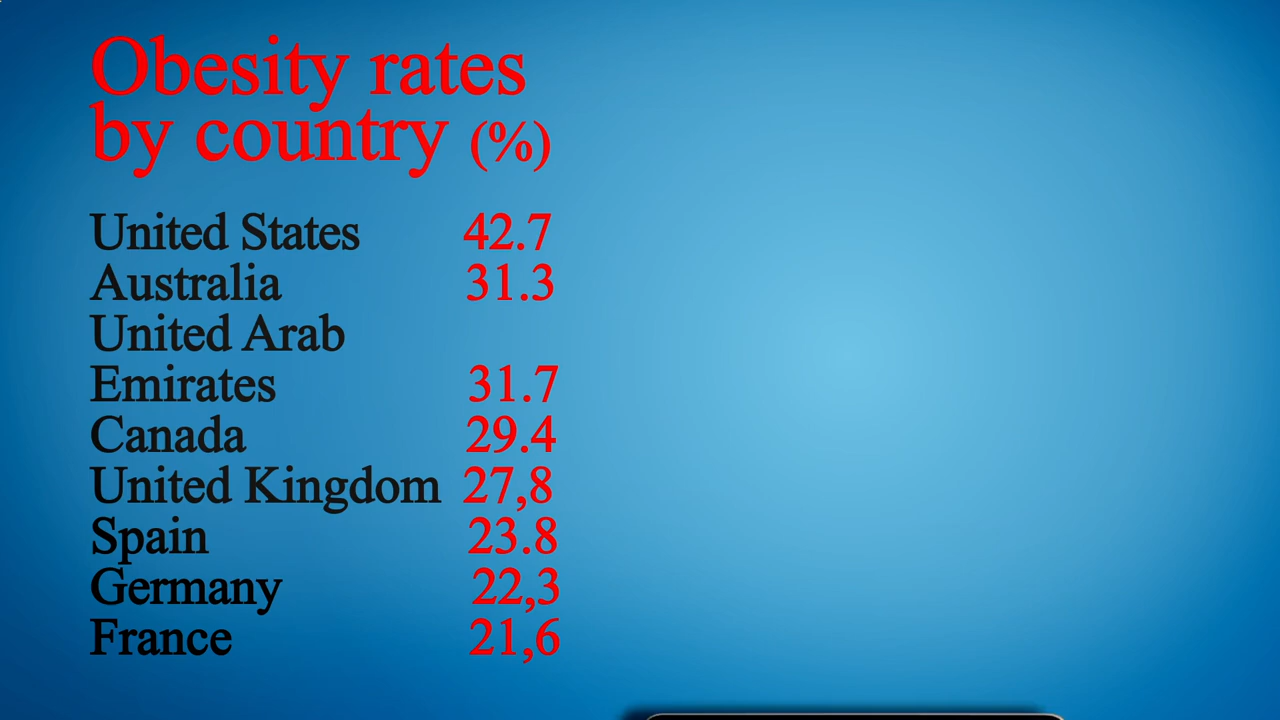 Obesity rates
by country (%)
United States 42.7
Australia 31.3
United Arab
Emirates 31.7
Canada 29.4
United Kingdom 27,8
Spain 23.8
Germany 22,3
France 21,6